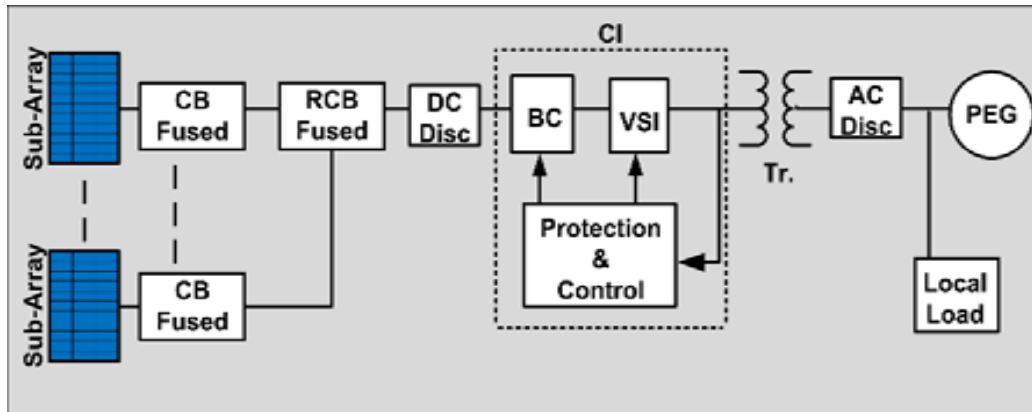 CI
Sub-Array
CB
Fused
RCB
Fused
DC
Disc
BC
VSI
Tr.
AC
Disc
PEG
Protection
&
Control
Sub-Array
CB
Fused
Local
Load